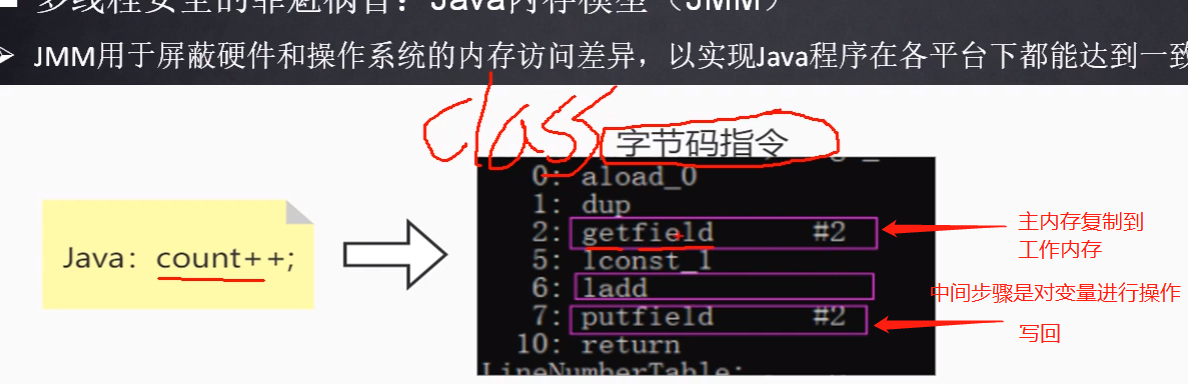 ■ 多线程安全的罪魁祸首：Java内存模型（JMM）
➢ JMM用于屏蔽硬件和操作系统的内存访问差异，以实现Java程序在各平台下都能达到一致
class
字节码指令
0: aload_0
1: dup
2: getfield #2
主内存复制到
工作内存
Java: count++;
5: lconst_1
6: ladd
中间步骤是对变量进行操作
7: putfield #2
写回
10: return
LineNumberTable: